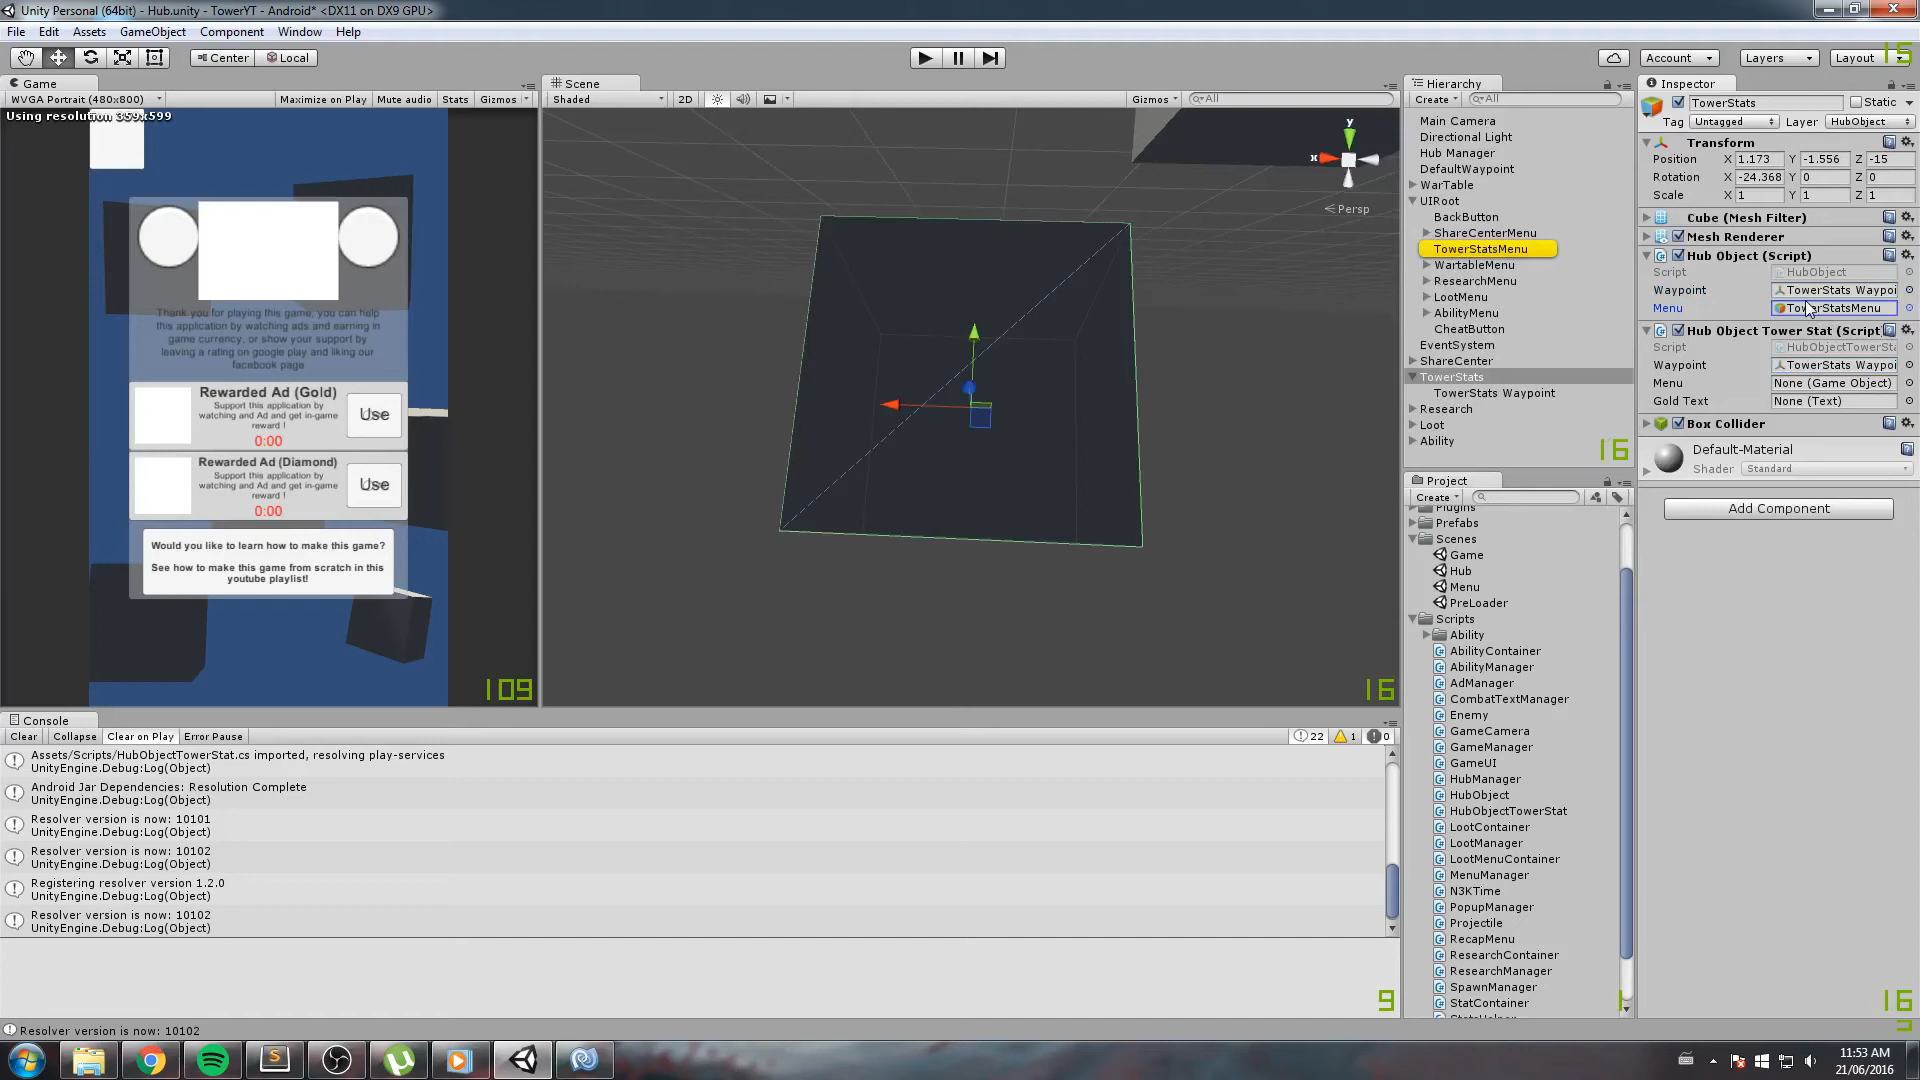 Unity Personal (64bit) - Hub.unity - TowerYT - Android* <DX11 on DX9 GPU>
File Edit Assets GameObject Component Window Help
Center Local
Account Layers Layout
15
Game
WVGA Portrait (480x800) Maximize on Play Mute audio Stats Gizmos
Using resolution 359x599
Thank you for playing this game, you can help
this application by watching ads and earning in
game currency, or show your support by
leaving a rating on google play and liking our
facebook page
Rewarded Ad (Gold)
Support this application by
watching and Ad and get in-game
reward !
0:00
Use
Rewarded Ad (Diamond)
Support this application by
watching and Ad and get in-game
reward !
0:00
Use
Would you like to learn how to make this game?
See how to make this game from scratch in this
youtube playlist!
109
Scene
Shaded 2D Gizmos All
y
x
Persp
16
Hierarchy
Create All
Main Camera
Directional Light
Hub Manager
DefaultWaypoint
WarTable
UIRoot
BackButton
ShareCenterMenu
TowerStatsMenu
WartableMenu
ResearchMenu
LootMenu
AbilityMenu
CheatButton
EventSystem
ShareCenter
TowerStats
TowerStats Waypoint
Research
Loot
Ability
16
Project
Create
Plugins
Prefabs
Scenes
Game
Hub
Menu
PreLoader
Scripts
Ability
AbilityContainer
AbilityManager
AdManager
CombatTextManager
Enemy
GameCamera
GameManager
GameUI
HubManager
HubObject
HubObjectTowerStat
LootContainer
LootManager
LootMenuContainer
MenuManager
N3KTime
PopupManager
Projectile
RecapMenu
ResearchContainer
ResearchManager
SpawnManager
StatContainer
Inspector
TowerStats Static
Tag Untagged Layer HubObject
Transform
Position X 1.173 Y -1.556 Z -15
Rotation X -24.368 Y 0 Z 0
Scale X 1 Y 1 Z 1
Cube (Mesh Filter)
Mesh Renderer
Hub Object (Script)
Script HubObject
Waypoint TowerStats Waypoi
Menu TowerStatsMenu
Hub Object Tower Stat (Script
Script HubObjectTowerSta
Waypoint TowerStats Waypoi
Menu None (Game Object)
Gold Text None (Text)
Box Collider
Default-Material
Shader Standard
Add Component
16
Console
Clear Collapse Clear on Play Error Pause 22 1 0
Assets/Scripts/HubObjectTowerStat.cs imported, resolving play-services
UnityEngine.Debug:Log(Object)
Android Jar Dependencies: Resolution Complete
UnityEngine.Debug:Log(Object)
Resolver version is now: 10101
UnityEngine.Debug:Log(Object)
Resolver version is now: 10102
UnityEngine.Debug:Log(Object)
Registering resolver version 1.2.0
UnityEngine.Debug:Log(Object)
Resolver version is now: 10102
UnityEngine.Debug:Log(Object)
9
Resolver version is now: 10102
11:53 AM
21/06/2016